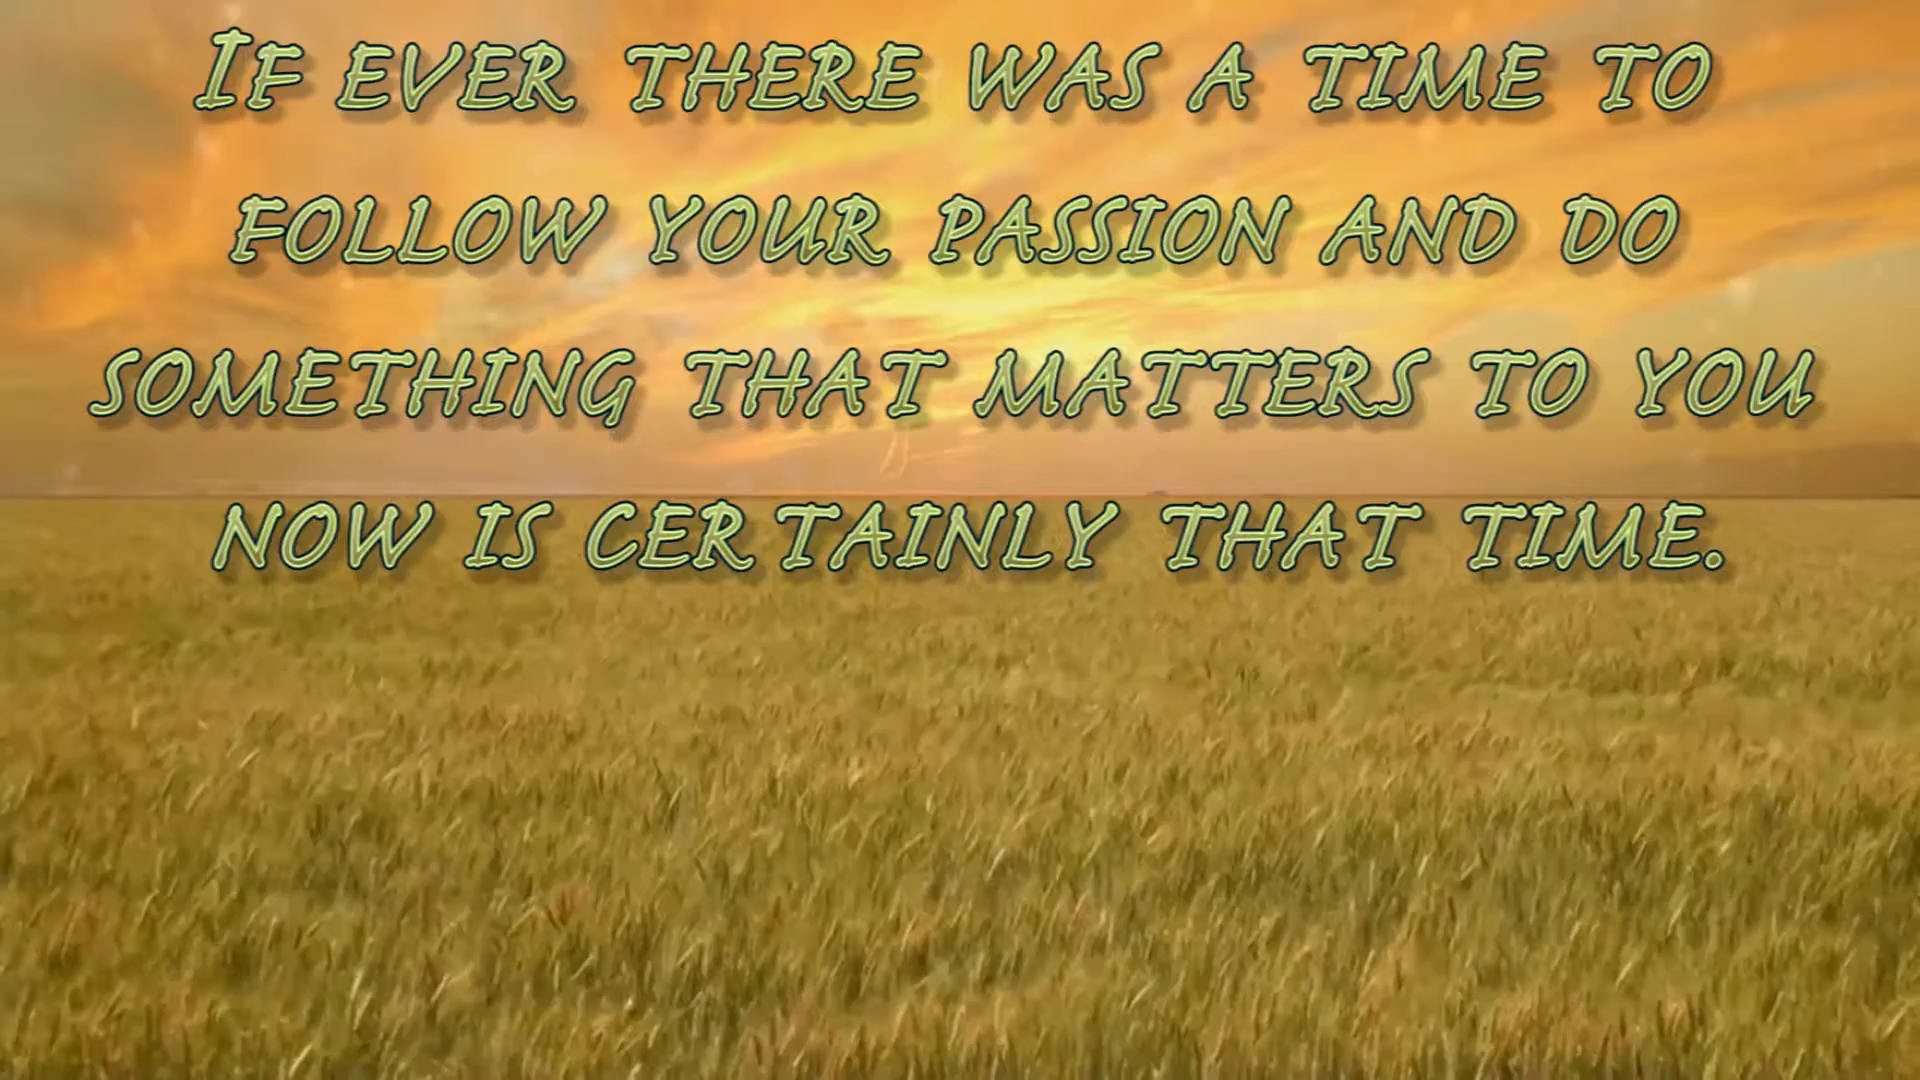 If ever there was a time to
follow your passion and do
something that matters to you
now is certainly that time.